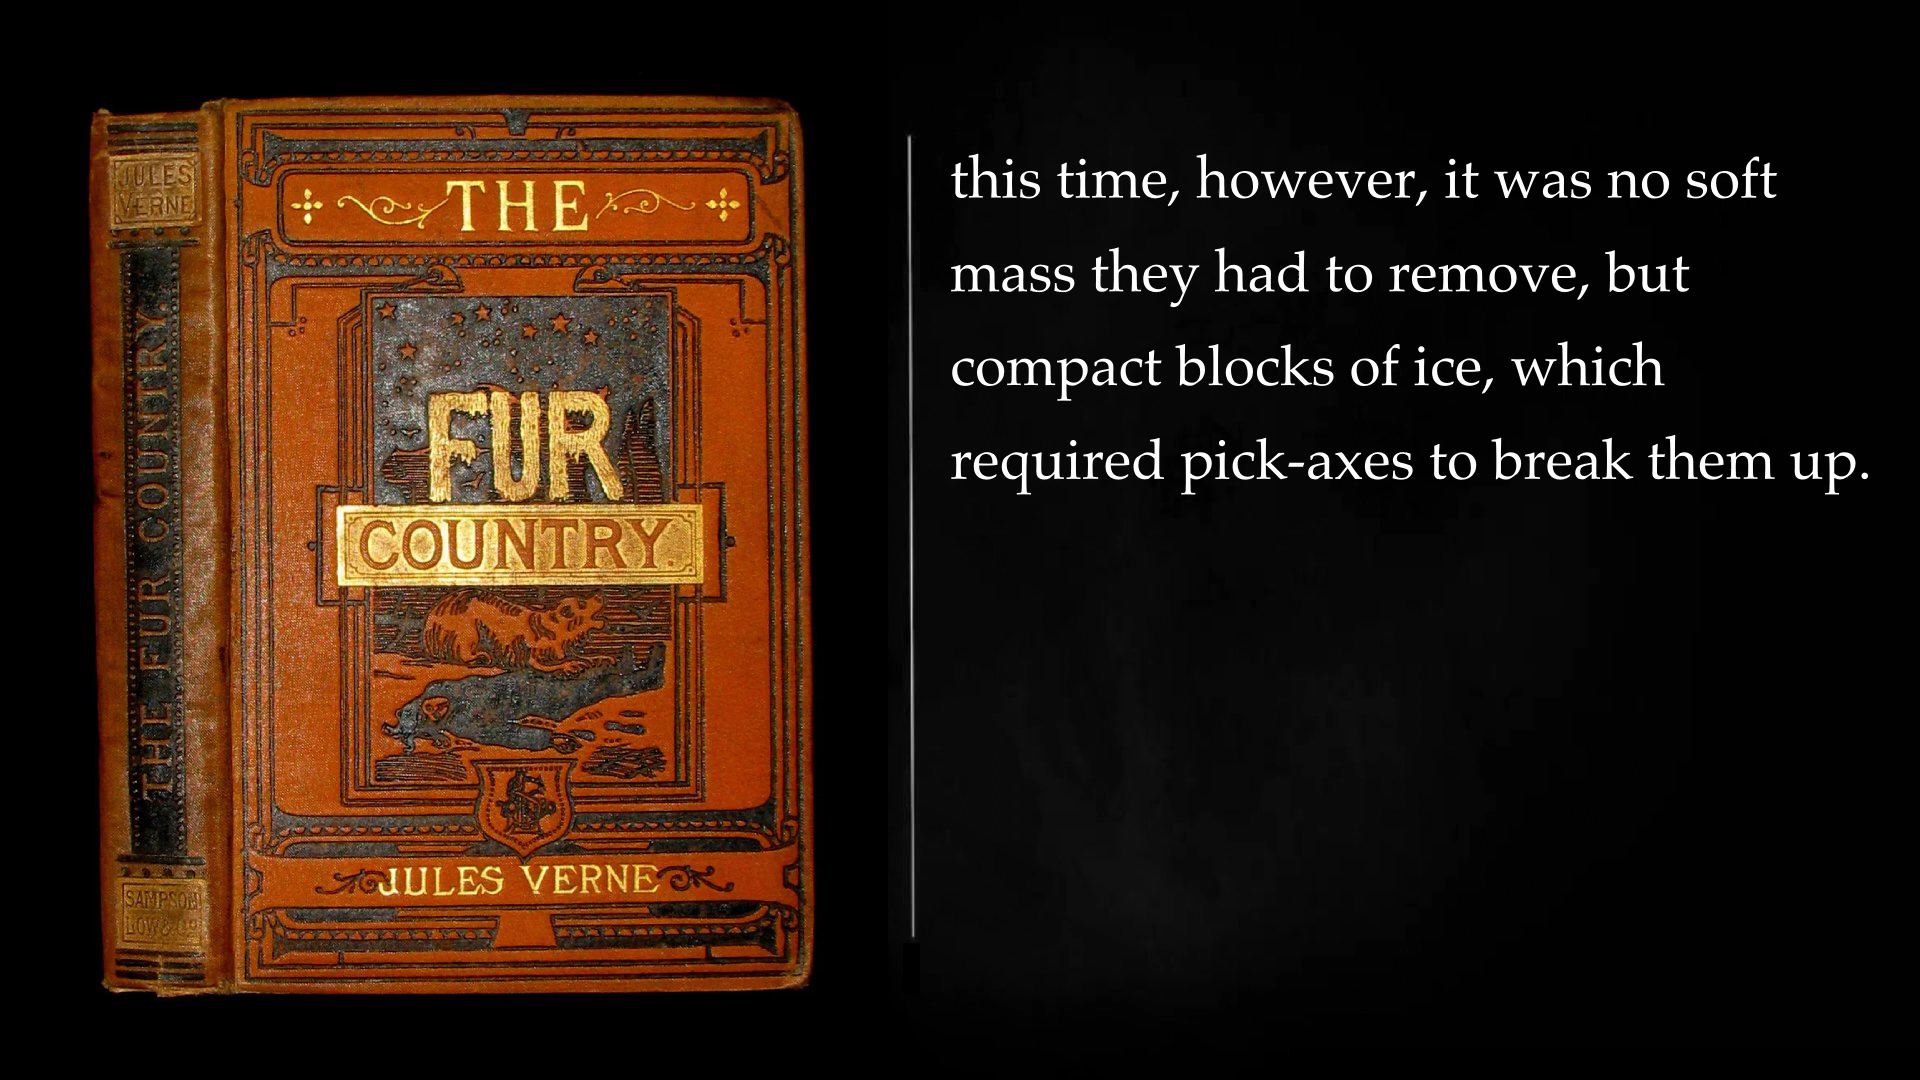 JULES
VERNE
THE FUR COUNTRY.
SAMPSON
LOW & Co
THE
FUR
COUNTRY.
JULES VERNE
this time, however, it was no soft
mass they had to remove, but
compact blocks of ice, which
required pick-axes to break them up.